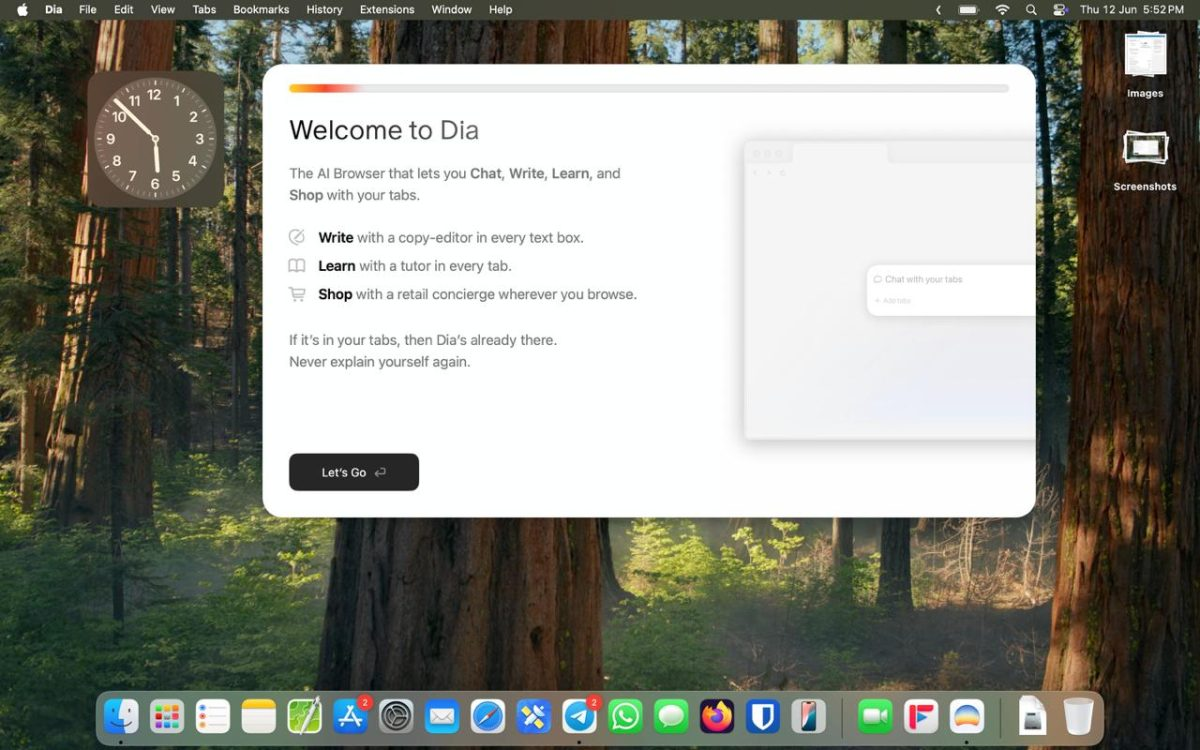 Dia File Edit View Tabs Bookmarks History Extensions Window Help Thu 12 Jun 5:52 PM
12
11 1
10 2
9 3
8 4
7 5
6
Images
Screenshots
Welcome to Dia
The AI Browser that lets you Chat, Write, Learn, and
Shop with your tabs.
Write with a copy-editor in every text box.
Learn with a tutor in every tab.
Shop with a retail concierge wherever you browse.
If it's in your tabs, then Dia's already there.
Never explain yourself again.
Let's Go
Chat with your tabs
+ Add tabs
2
2